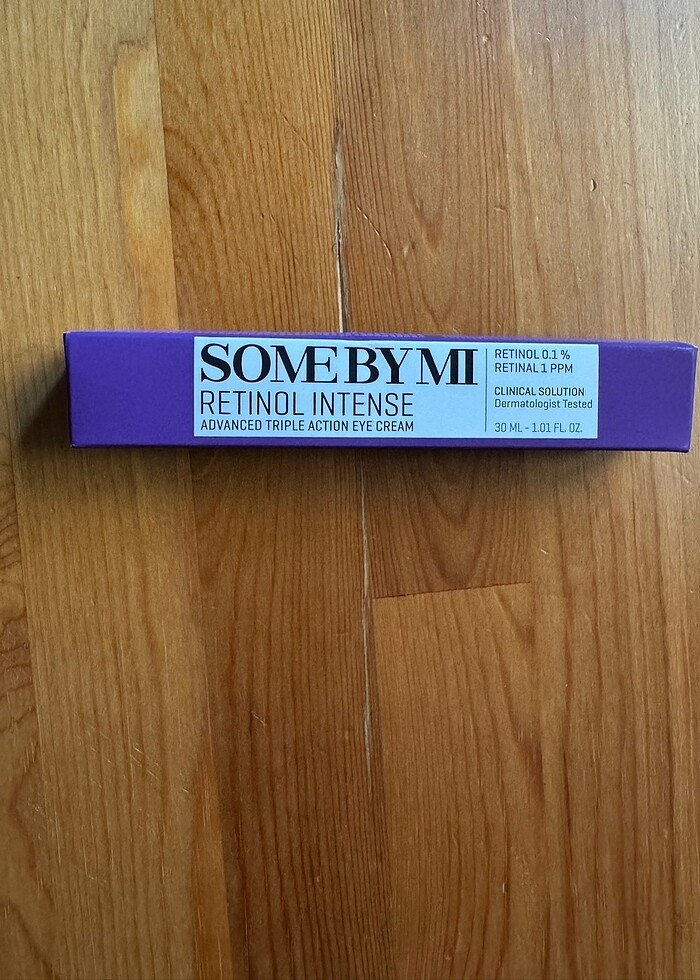 SOME BY MI
RETINOL INTENSE
ADVANCED TRIPLE ACTION EYE CREAM
RETINOL 0.1 %
RETINAL 1 PPM
CLINICAL SOLUTION
Dermatologist Tested
30 ML - 1.01 FL. OZ.